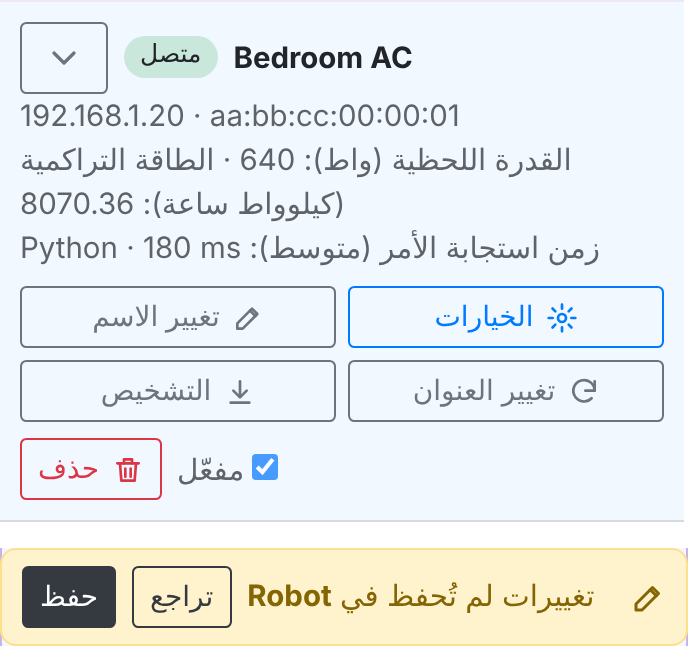 Bedroom AC متصل
192.168.1.20 · aa:bb:cc:00:00:01
القدرة اللحظية (واط): 640 · الطاقة التراكمية
(كيلوواط ساعة): 8070.36
زمن استجابة الأمر (متوسط): 180 ms · Python
الخيارات
تغيير الاسم
تغيير العنوان
التشخيص
مفعّل
حذف
تغييرات لم تُحفظ في Robot
تراجع
حفظ